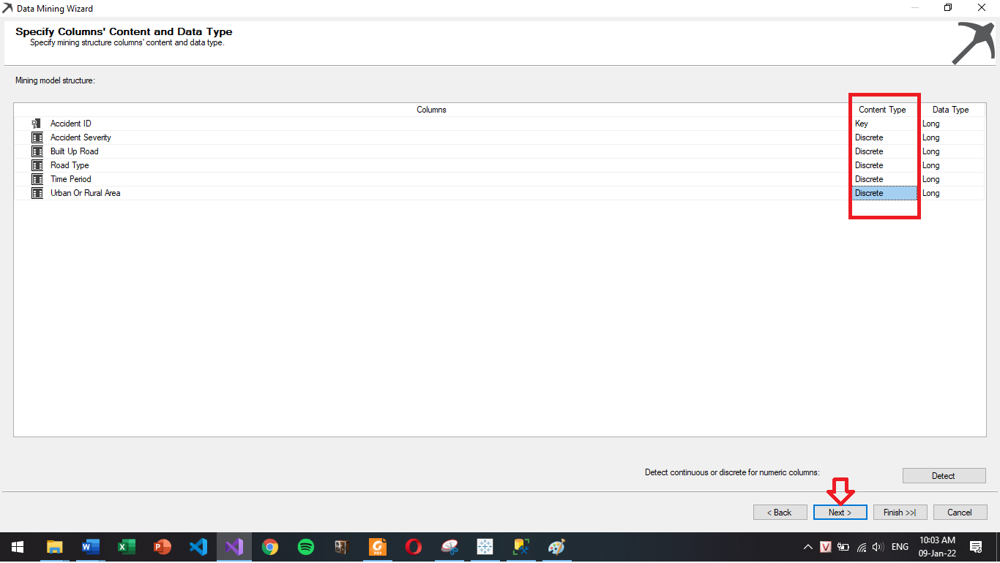 Data Mining Wizard
Specify Columns' Content and Data Type
Specify mining structure columns' content and data type.
Mining model structure:
Columns Content Type Data Type
Accident ID Key Long
Accident Severity Discrete Long
Built Up Road Discrete Long
Road Type Discrete Long
Time Period Discrete Long
Urban Or Rural Area Discrete Long
Detect continuous or discrete for numeric columns: Detect
< Back Next > Finish >>| Cancel
ENG 10:03 AM
09-Jan-22